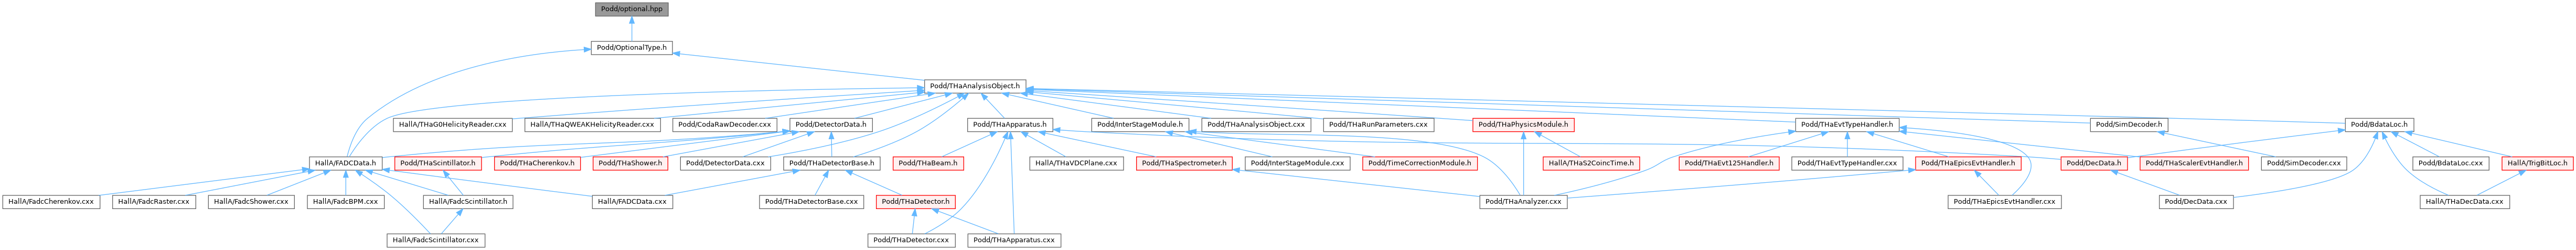 Podd/optional.hpp
Podd/OptionalType.h
Podd/THaAnalysisObject.h
HallA/THaG0HelicityReader.h
HallA/THaQWEAKHelicityReader.cxx
Podd/CodaRawDecoder.cxx
Podd/DetectorData.h
Podd/THaApparatus.h
Podd/InterStageModule.h
Podd/THaAnalysisObject.cxx
Podd/THaRunParameters.cxx
Podd/THaPhysicsModule.h
Podd/THaEvtTypeHandler.h
Podd/SimDecoder.h
Podd/BdataLoc.h
HallA/FADCData.h
Podd/THaScintillator.h
Podd/THaCherenkov.h
Podd/THaShower.h
Podd/DetectorData.cxx
Podd/THaDetectorBase.h
Podd/THaBeam.h
HallA/THaVDCPlane.cxx
Podd/THaSpectrometer.h
Podd/InterStageModule.cxx
Podd/TimeCorrectionModule.h
HallA/THaS2CoincTime.h
Podd/THaEvt125Handler.h
Podd/THaEvtTypeHandler.cxx
Podd/THaEpicsEvtHandler.h
Podd/DecData.h
Podd/THaScalerEvtHandler.h
Podd/SimDecoder.cxx
Podd/BdataLoc.cxx
HallA/TrigBitLoc.h
HallA/FadcCherenkov.cxx
HallA/FadcRaster.cxx
HallA/FadcShower.cxx
HallA/FadcBPM.cxx
HallA/FadcScintillator.h
HallA/FADCData.cxx
Podd/THaDetectorBase.cxx
Podd/THaDetector.h
Podd/THaAnalyzer.cxx
Podd/THaEpicsEvtHandler.cxx
Podd/DecData.cxx
HallA/THaDecData.cxx
HallA/FadcScintillator.cxx
Podd/THaDetector.cxx
Podd/THaApparatus.cxx